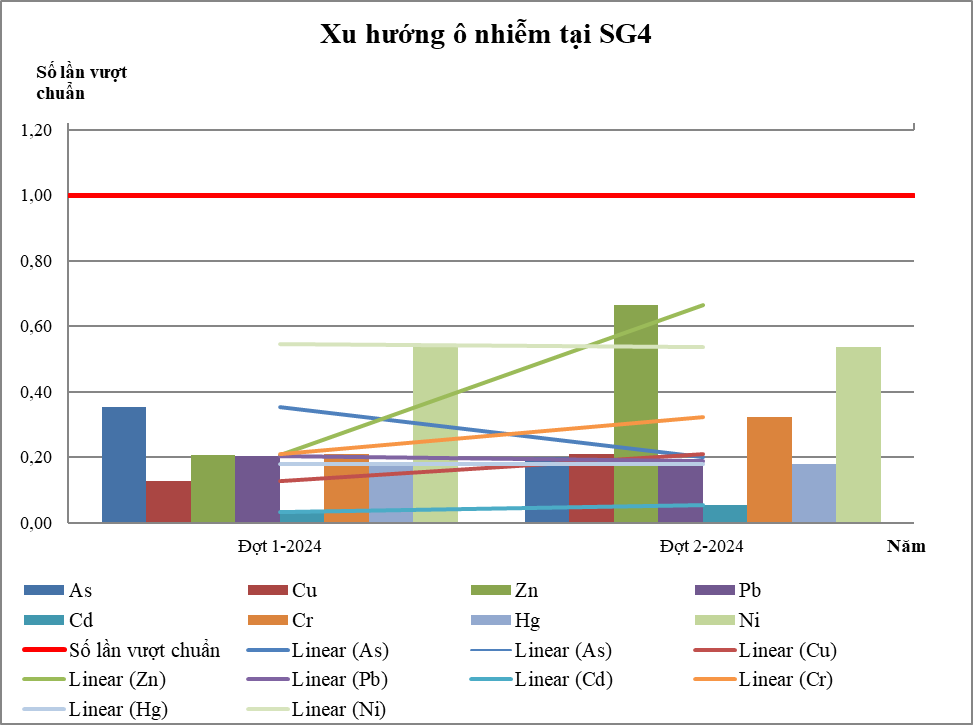 Xu hướng ô nhiễm tại SG4
Số lần vượt
chuẩn
1,20
1,00
0,80
0,60
0,40
0,20
0,00
Đợt 1-2024 Đợt 2-2024 Năm
As Cu Zn Pb
Cd Cr Hg Ni
Số lần vượt chuẩn Linear (As) Linear (As) Linear (Cu)
Linear (Zn) Linear (Pb) Linear (Cd) Linear (Cr)
Linear (Hg) Linear (Ni)